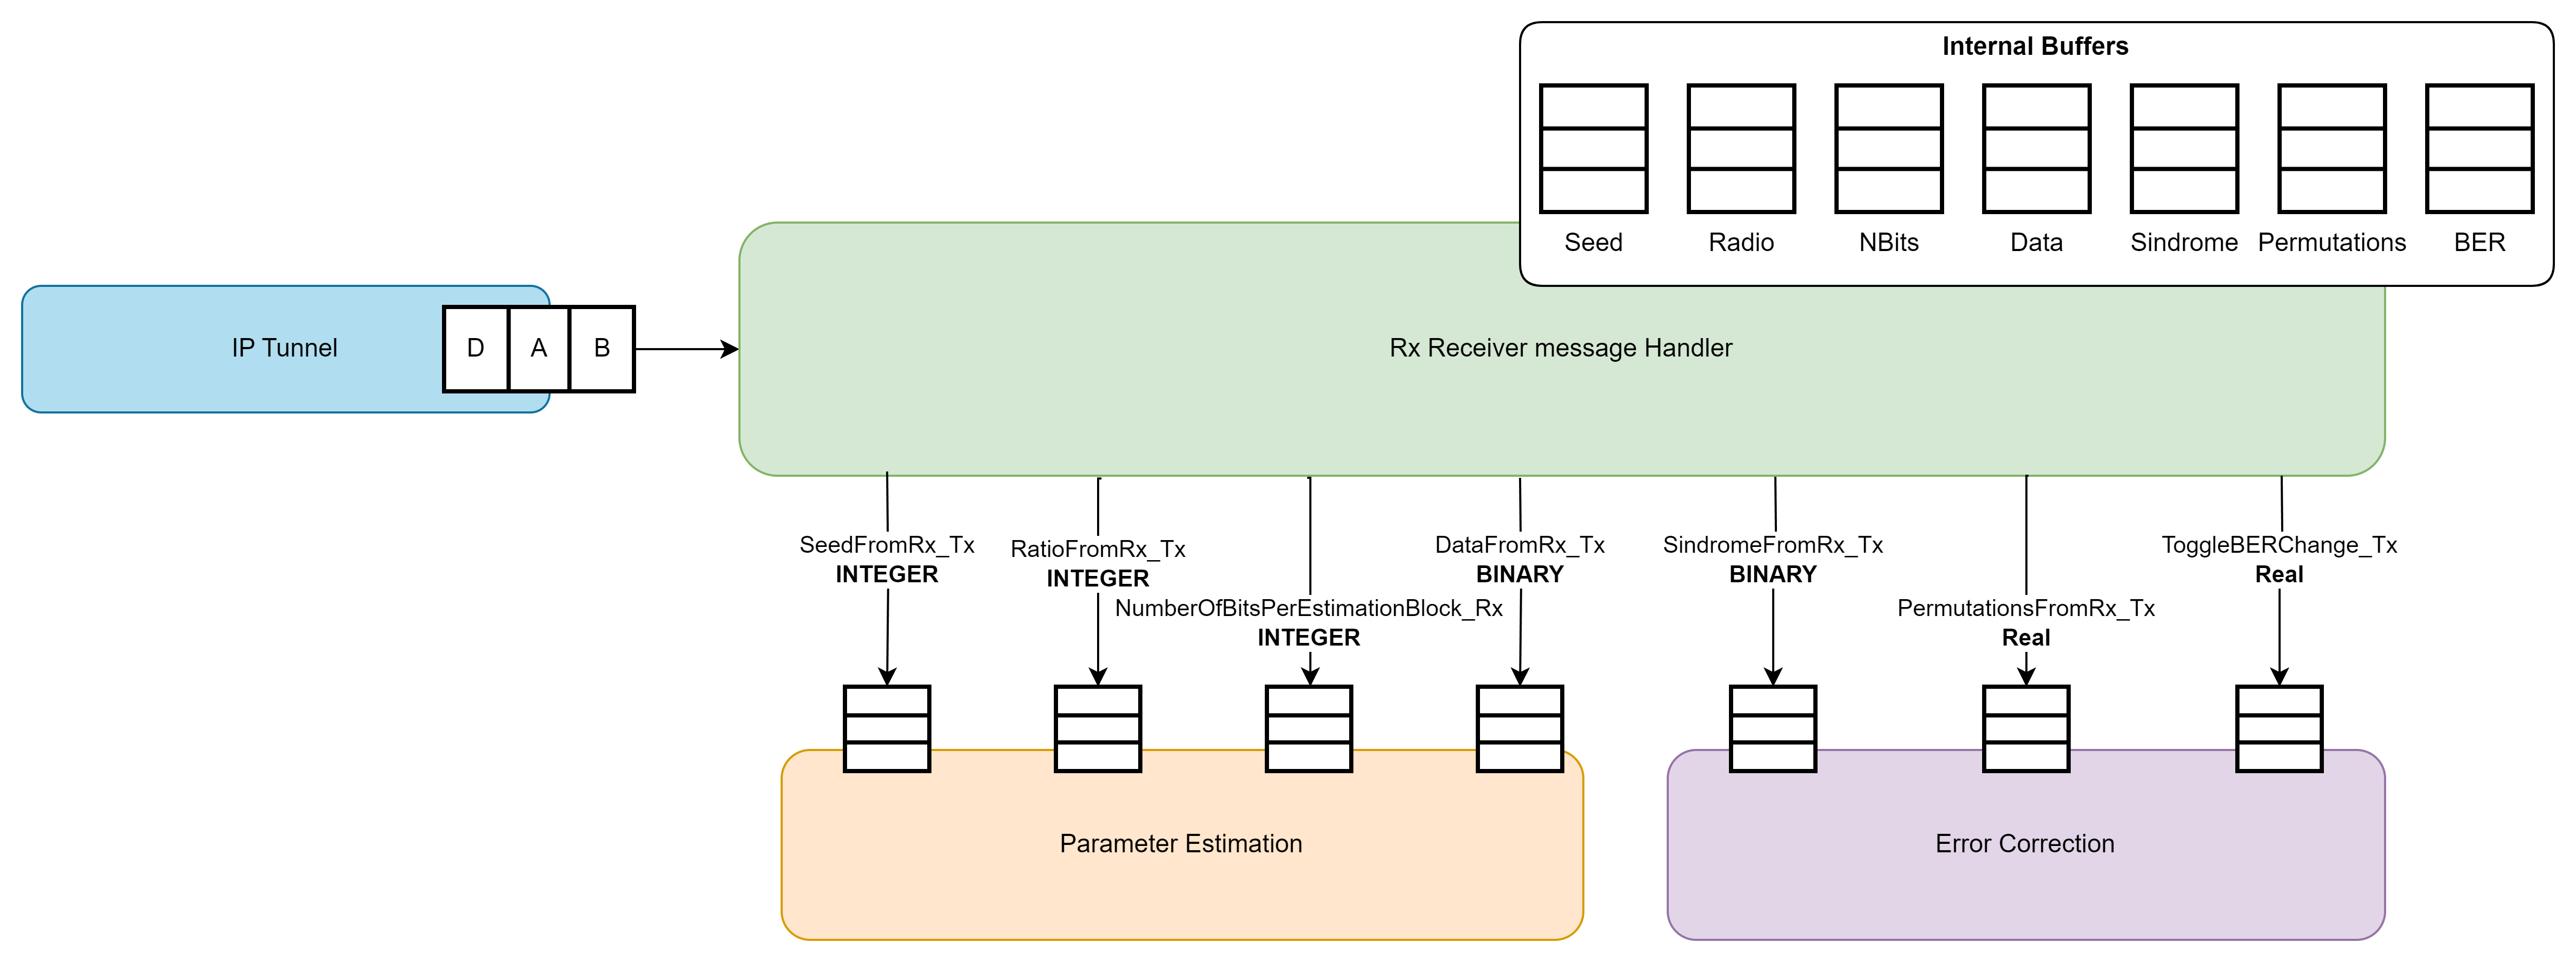 Internal Buffers
Seed Radio NBits Data Sindrome Permutations BER
IP Tunnel D A B
Rx Receiver message Handler
SeedFromRx_Tx
INTEGER
RatioFromRx_Tx
INTEGER
NumberOfBitsPerEstimationBlock_Rx
INTEGER
DataFromRx_Tx
BINARY
SindromeFromRx_Tx
BINARY
PermutationsFromRx_Tx
Real
ToggleBERChange_Tx
Real
Parameter Estimation
Error Correction